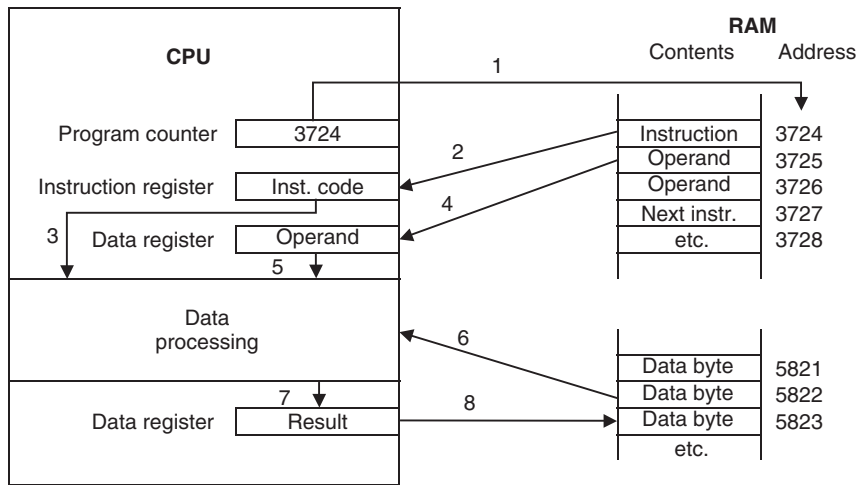 RAM
CPU
Contents Address
1
Program counter 3724
Instruction 3724
2
Operand 3725
Instruction register Inst. code
Operand 3726
4
Next instr. 3727
3
Data register Operand
etc. 3728
5
Data
processing
6
Data byte 5821
Data byte 5822
7
8
Data register Result
Data byte 5823
etc.